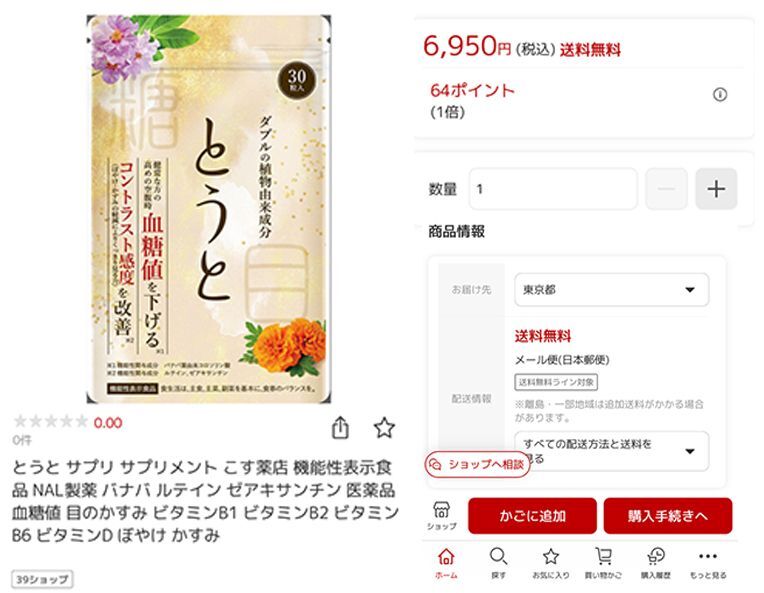 30
粒入
糖
目
ダブルの植物由来成分
とうと
健常な方の
高めの空腹時
血糖値を下げる
※1
コントラスト感度を改善
※2
※1 機能性関与成分 バナバ葉由来コロソリン酸
※2 機能性関与成分 ルテイン、ゼアキサンチン
機能性表示食品 食生活は、主食、主菜、副菜を基本に、食事のバランスを。
0.00
0件
とうと サプリ サプリメント こす薬店 機能性表示食
品 NAL製薬 バナバ ルテイン ゼアキサンチン 医薬品
血糖値 目のかすみ ビタミンB1 ビタミンB2 ビタミン
B6 ビタミンD ぼやけ かすみ
39ショップ
6,950円 (税込) 送料無料
64ポイント
(1倍)
数量
1
商品情報
お届け先
東京都
配送情報
送料無料
メール便(日本郵便)
送料無料ライン対象
※離島・一部地域は追加送料がかかる場合
があります。
すべての配送方法と送料を
見る
ショップへ相談
ショップ
かごに追加
購入手続きへ
ホーム
探す
お気に入り
買い物かご
購入履歴
もっと見る